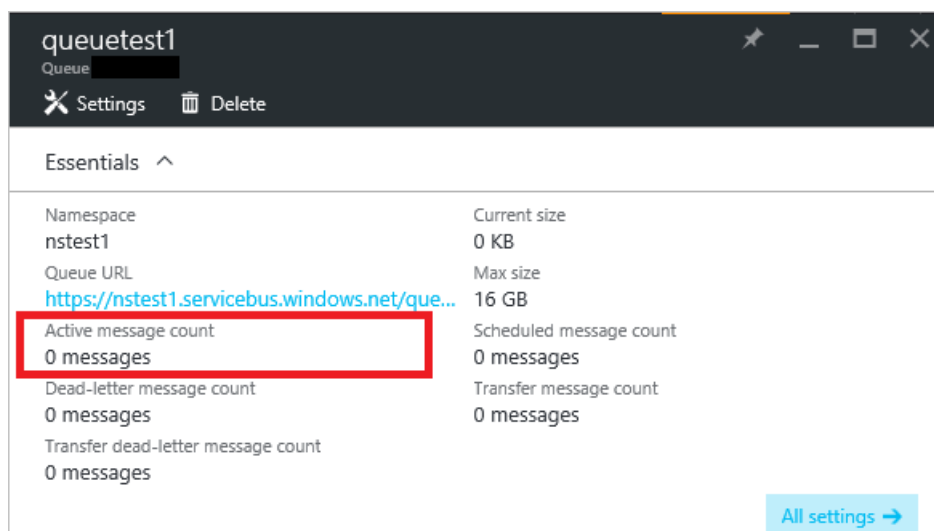 queuetest1
Queue
Settings
Delete
Essentials
Namespace
nstest1
Current size
0 KB
Queue URL
https://nstest1.servicebus.windows.net/que...
Max size
16 GB
Active message count
0 messages
Scheduled message count
0 messages
Dead-letter message count
0 messages
Transfer message count
0 messages
Transfer dead-letter message count
0 messages
All settings →